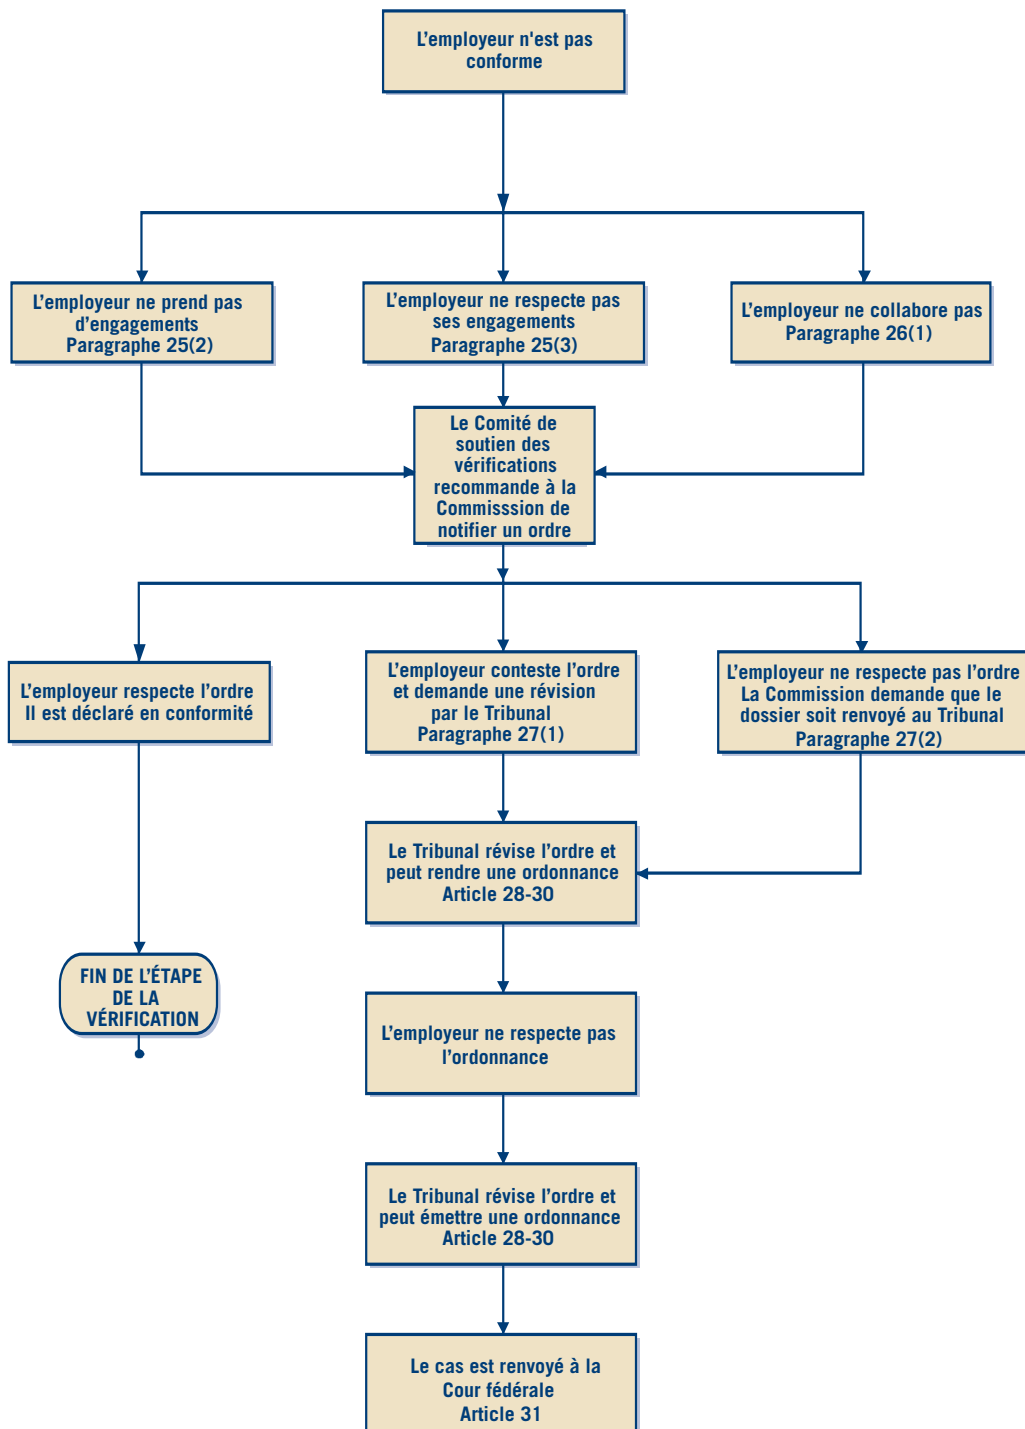 L'employeur n'est pas
conforme
L'employeur ne prend pas
d'engagements
Paragraphe 25(2)
L'employeur ne respecte pas
ses engagements
Paragraphe 25(3)
L'employeur ne collabore pas
Paragraphe 26(1)
Le Comité de
soutien des
vérifications
recommande à la
Commisssion de
notifier un ordre
L'employeur respecte l'ordre
Il est déclaré en conformité
L'employeur conteste l'ordre
et demande une révision
par le Tribunal
Paragraphe 27(1)
L'employeur ne respecte pas l'ordre
La Commission demande que le
dossier soit renvoyé au Tribunal
Paragraphe 27(2)
Le Tribunal révise l'ordre et
peut rendre une ordonnance
Article 28-30
FIN DE L'ÉTAPE
DE LA
VÉRIFICATION
L'employeur ne respecte pas
l'ordonnance
Le Tribunal révise l'ordre et
peut émettre une ordonnance
Article 28-30
Le cas est renvoyé à la
Cour fédérale
Article 31